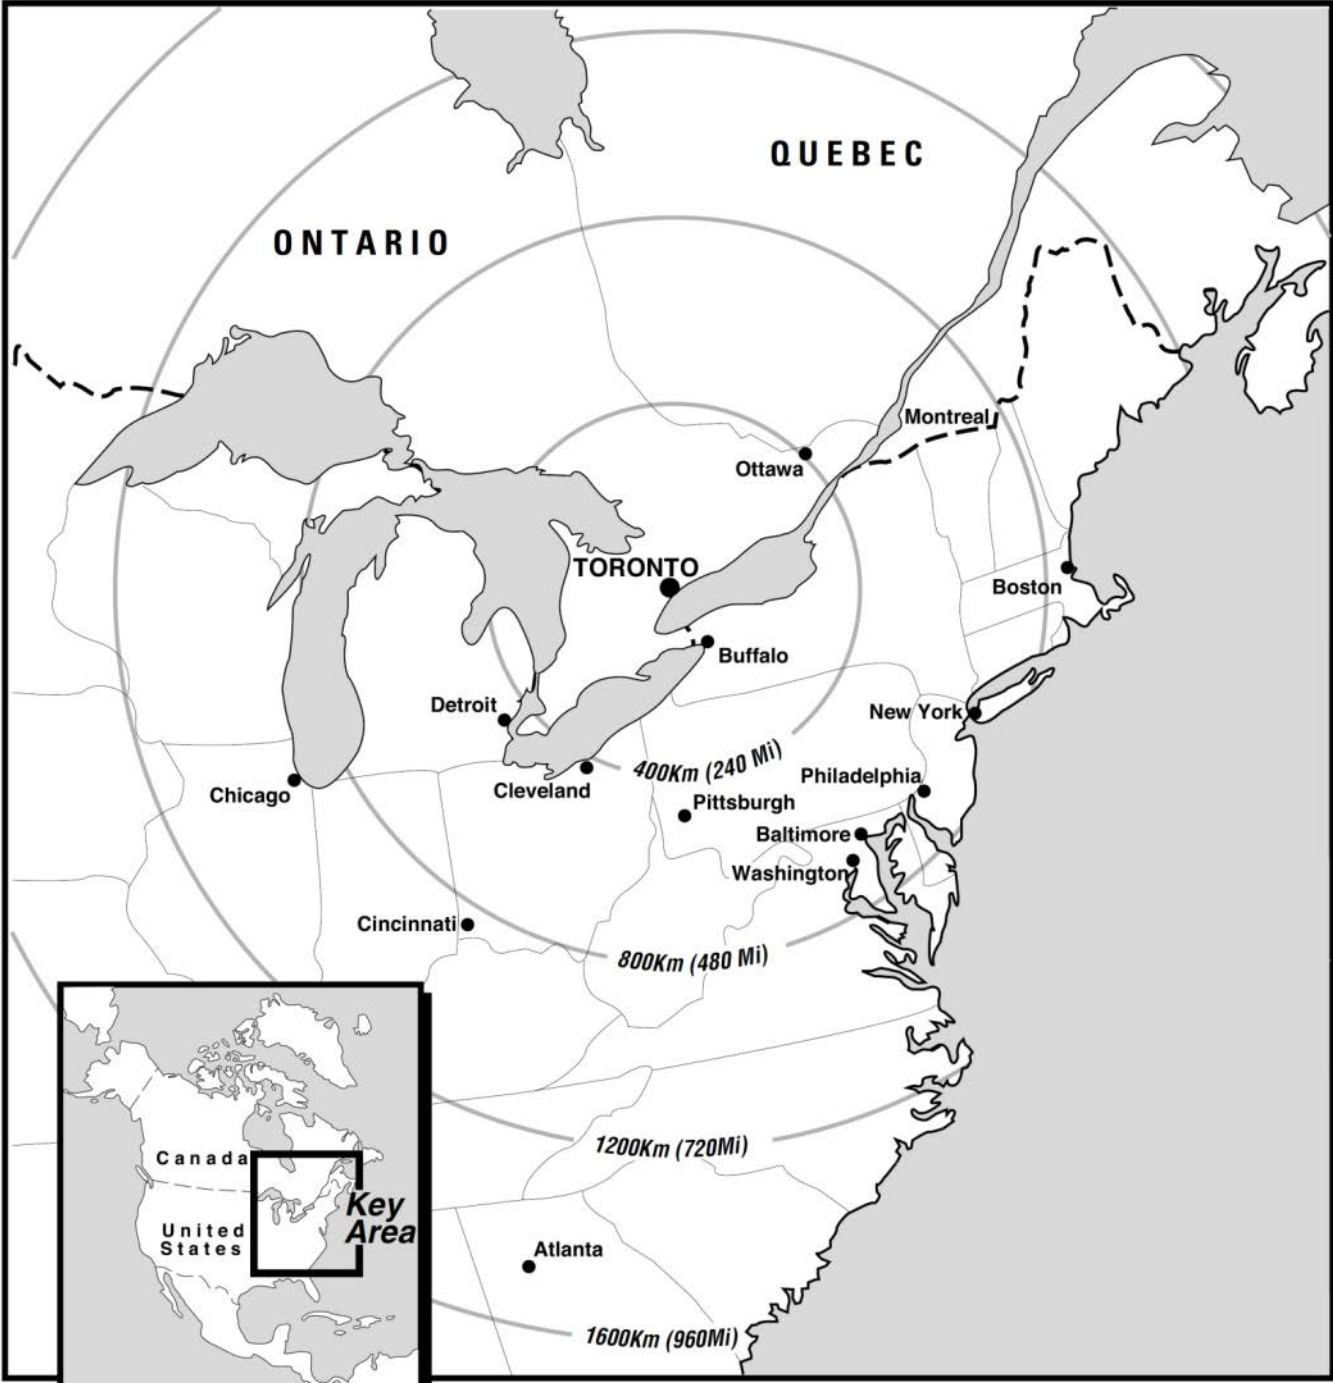 QUEBEC
ONTARIO
Montreal
Ottawa
TORONTO
Boston
Buffalo
Detroit
New York
400Km (240 Mi)
Philadelphia
Cleveland
Chicago
Pittsburgh
Baltimore
Washington
Cincinnati
800Km (480 Mi)
1200Km (720Mi)
Canada
Key
Area
United
States
Atlanta
1600Km (960Mi)